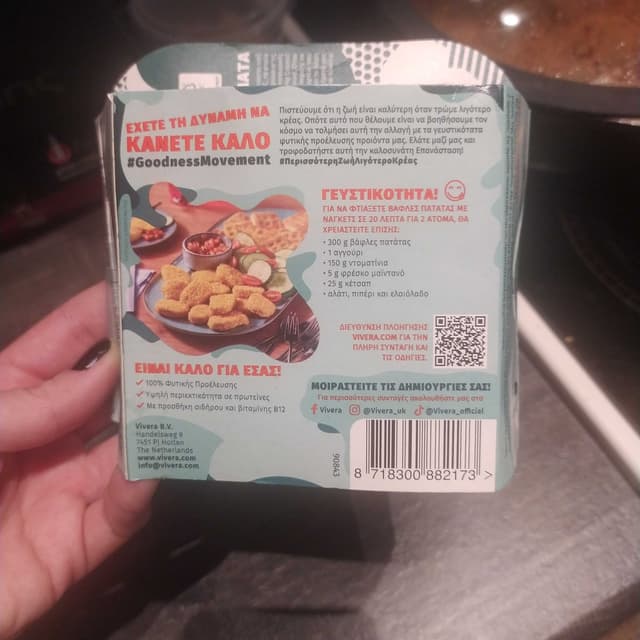 ΕΧΕΤΕ ΤΗ ΔΥΝΑΜΗ ΝΑ
ΚΑΝΕΤΕ ΚΑΛΟ
#GoodnessMovement
Πιστεύουμε ότι η ζωή είναι καλύτερη όταν τρώμε λιγότερο
κρέας. Οπότε αυτό που θέλουμε είναι να βοηθήσουμε τον
κόσμο να τολμήσει αυτή την αλλαγή με τα γευστικότατα
φυτικής προέλευσης προϊόντα μας. Ελάτε μαζί μας και
τροφοδοτήστε αυτή την καλοσυνάτη Επανάσταση!
#ΠερισσότερηΖωήΛιγότεροΚρέας
ΓΕΥΣΤΙΚΟΤΗΤΑ!
ΓΙΑ ΝΑ ΦΤΙΑΞΕΤΕ ΒΑΦΛΕΣ ΠΑΤΑΤΑΣ ΜΕ
ΝΑΓΚΕΤΣ ΣΕ 20 ΛΕΠΤΑ ΓΙΑ 2 ΑΤΟΜΑ, ΘΑ
ΧΡΕΙΑΣΤΕΙΤΕ ΕΠΙΣΗΣ:
• 300 g βάφλες πατάτας
• 1 αγγούρι
• 150 g ντοματίνια
• 5 g φρέσκο μαϊντανό
• 25 g κέτσαπ
• αλάτι, πιπέρι και ελαιόλαδο
ΔΙΕΥΘΥΝΣΗ ΠΛΟΗΓΗΣΗΣ
VIVERA.COM ΓΙΑ ΤΗΝ
ΠΛΗΡΗ ΣΥΝΤΑΓΗ ΚΑΙ
ΤΙΣ ΟΔΗΓΙΕΣ.
ΕΙΝΑΙ ΚΑΛΟ ΓΙΑ ΕΣΑΣ!
✓ 100% Φυτικής Προέλευσης
✓ Υψηλή περιεκτικότητα σε πρωτεΐνες
✓ Με προσθήκη σιδήρου και βιταμίνης B12
ΜΟΙΡΑΣΤΕΙΤΕ ΤΙΣ ΔΗΜΙΟΥΡΓΙΕΣ ΣΑΣ!
Για περισσότερες συνταγές ακολουθήστε μας στο
Vivera @Vivera_uk @Vivera_official
Vivera B.V.
Handelsweg 9
7451 PJ Holten
The Netherlands
www.vivera.com
info@vivera.com
90843
8 718300 882173 >